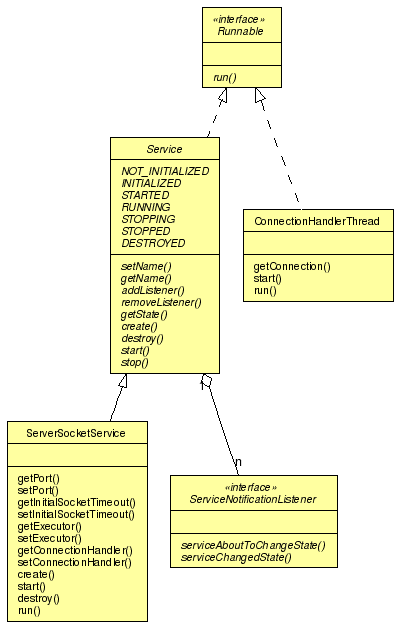 «interface»
Runnable
run()
Service
NOT_INITIALIZED
INITIALIZED
STARTED
RUNNING
STOPPING
STOPPED
DESTROYED
setName()
getName()
addListener()
removeListener()
getState()
create()
destroy()
start()
stop()
ConnectionHandlerThread
getConnection()
start()
run()
1
n
ServerSocketService
getPort()
setPort()
getInitialSocketTimeout()
setInitialSocketTimeout()
getExecutor()
setExecutor()
getConnectionHandler()
setConnectionHandler()
create()
start()
destroy()
run()
«interface»
ServiceNotificationListener
serviceAboutToChangeState()
serviceChangedState()